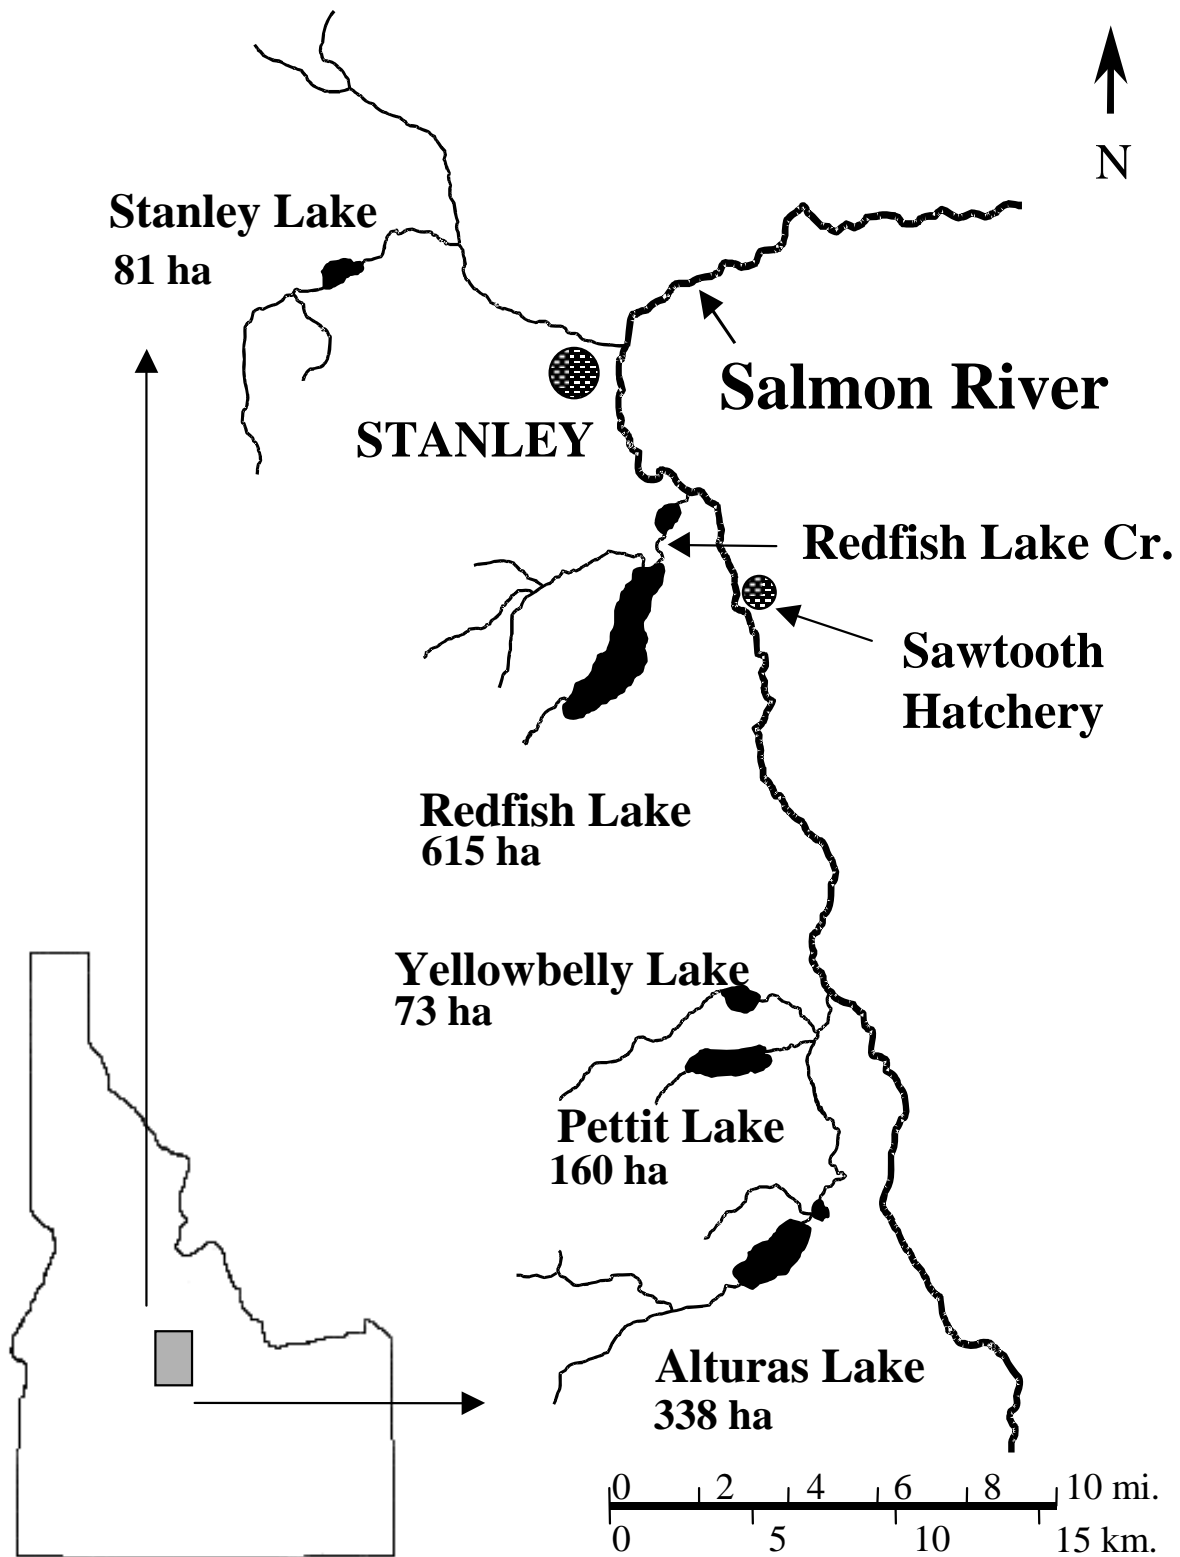 N
Stanley Lake
81 ha
Salmon River
STANLEY
Redfish Lake Cr.
Sawtooth
Hatchery
Redfish Lake
615 ha
Yellowbelly Lake
73 ha
Pettit Lake
160 ha
Alturas Lake
338 ha
0 2 4 6 8 10 mi.
0 5 10 15 km.